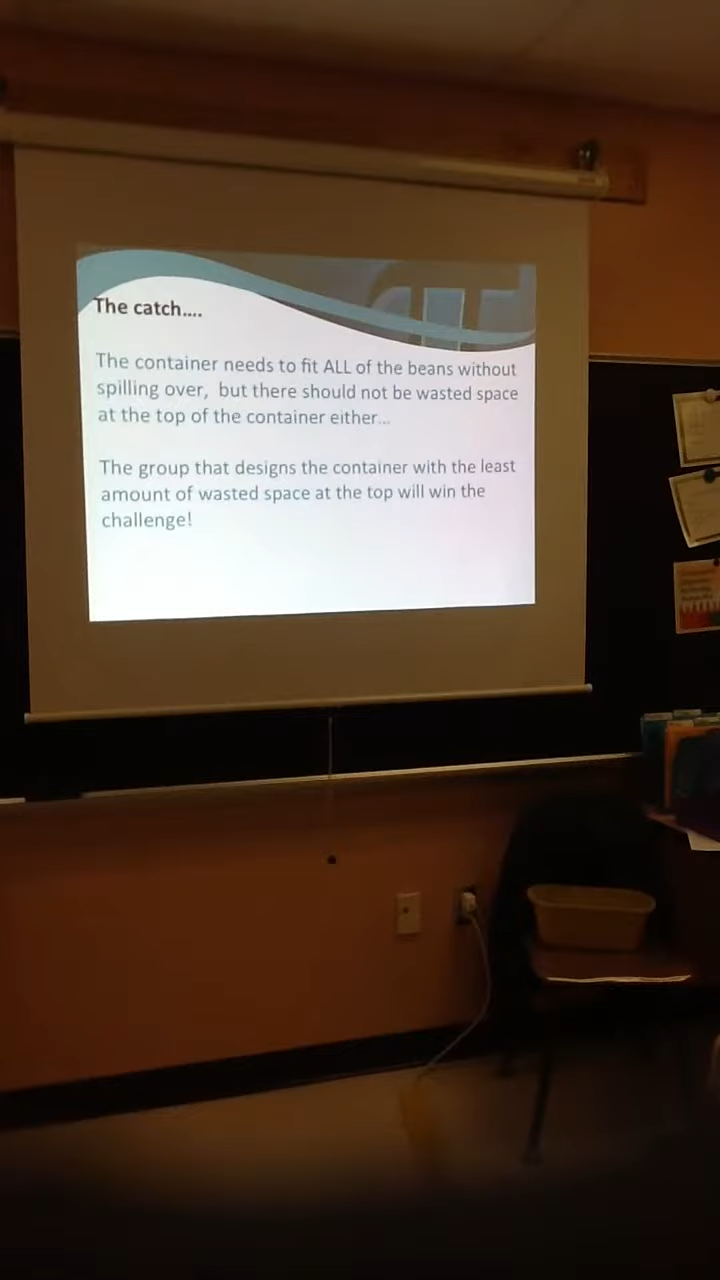 The catch....
The container needs to fit ALL of the beans without
spilling over, but there should not be wasted space
at the top of the container either...
The group that designs the container with the least
amount of wasted space at the top will win the
challenge!